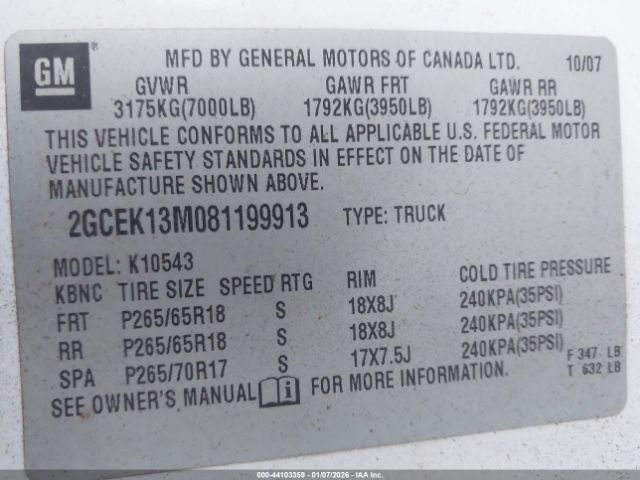 GM ®
MFD BY GENERAL MOTORS OF CANADA LTD. 10/07
GVWR GAWR FRT GAWR RR
3175KG(7000LB) 1792KG(3950LB) 1792KG(3950LB)
THIS VEHICLE CONFORMS TO ALL APPLICABLE U.S. FEDERAL MOTOR
VEHICLE SAFETY STANDARDS IN EFFECT ON THE DATE OF
MANUFACTURE SHOWN ABOVE.
2GCEK13M081199913 TYPE: TRUCK
MODEL: K10543
KBNC TIRE SIZE SPEED RTG RIM COLD TIRE PRESSURE
FRT P265/65R18 S 18X8J 240KPA(35PSI)
RR P265/65R18 S 18X8J 240KPA(35PSI)
SPA P265/70R17 S 17X7.5J 240KPA(35PSI) F 347 LB
T 632 LB
SEE OWNER'S MANUAL i FOR MORE INFORMATION.
000-44103359 | 01/07/2026 | IAA Inc.